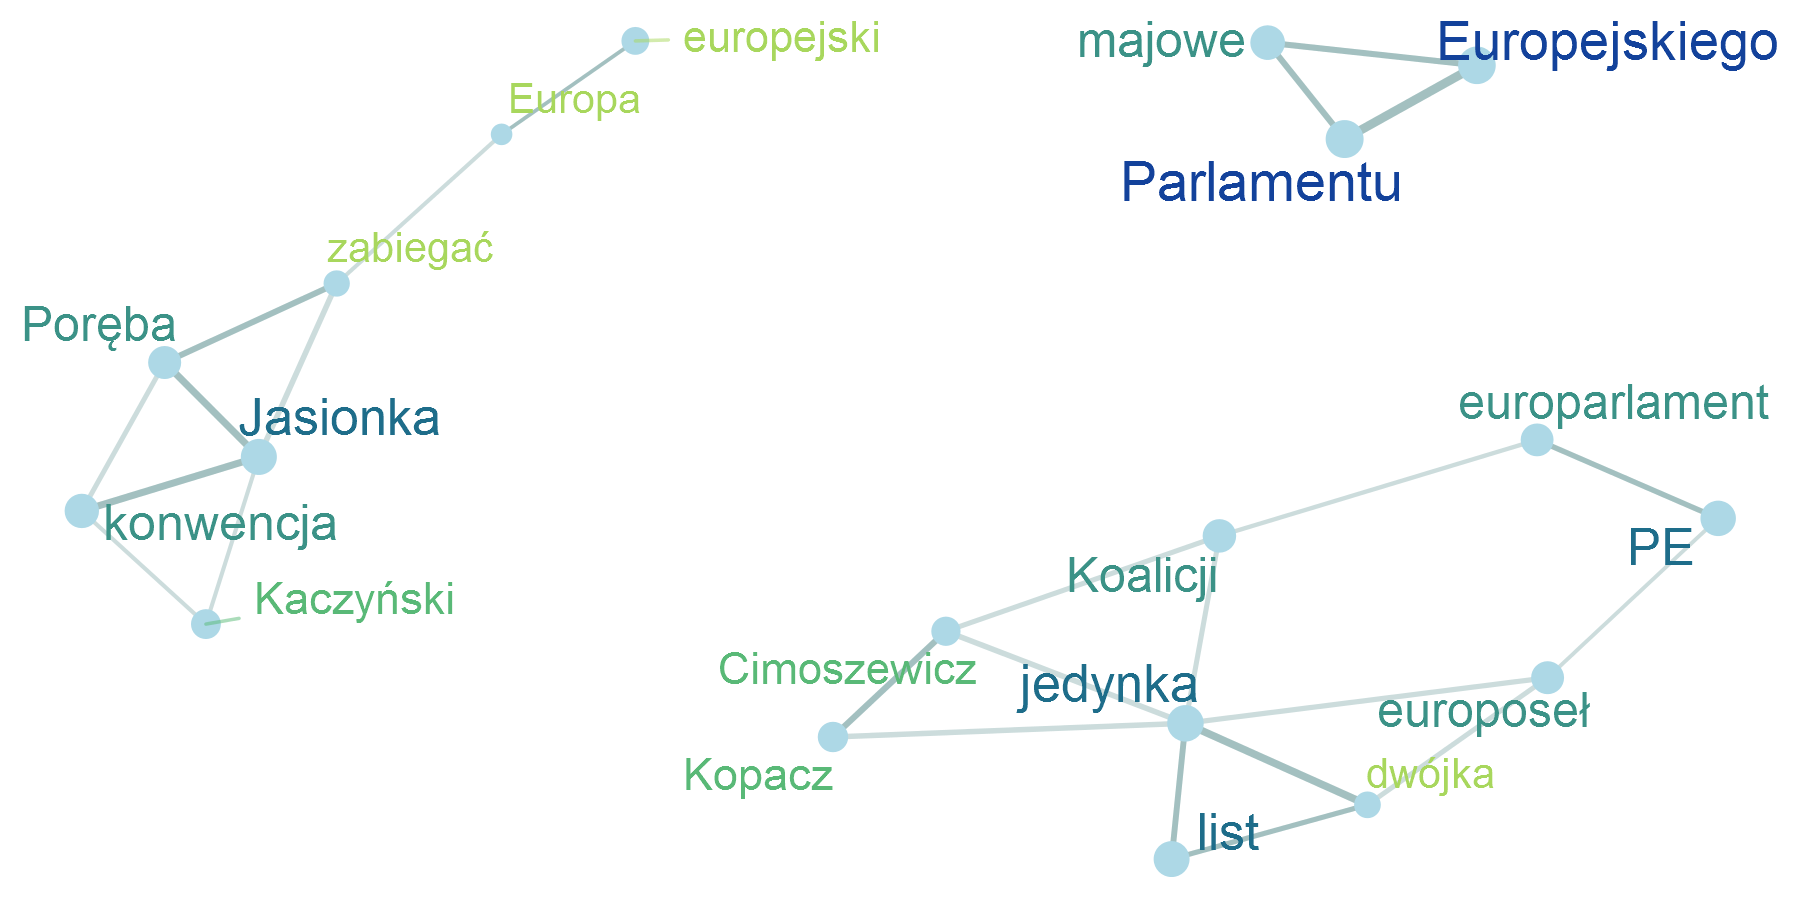 europejski
Europa
zabiegać
Poręba
Jasionka
konwencja
Kaczyński
majowe
Europejskiego
Parlamentu
europarlament
PE
Koalicji
Cimoszewicz
jedynka
europoseł
Kopacz
dwójka
list